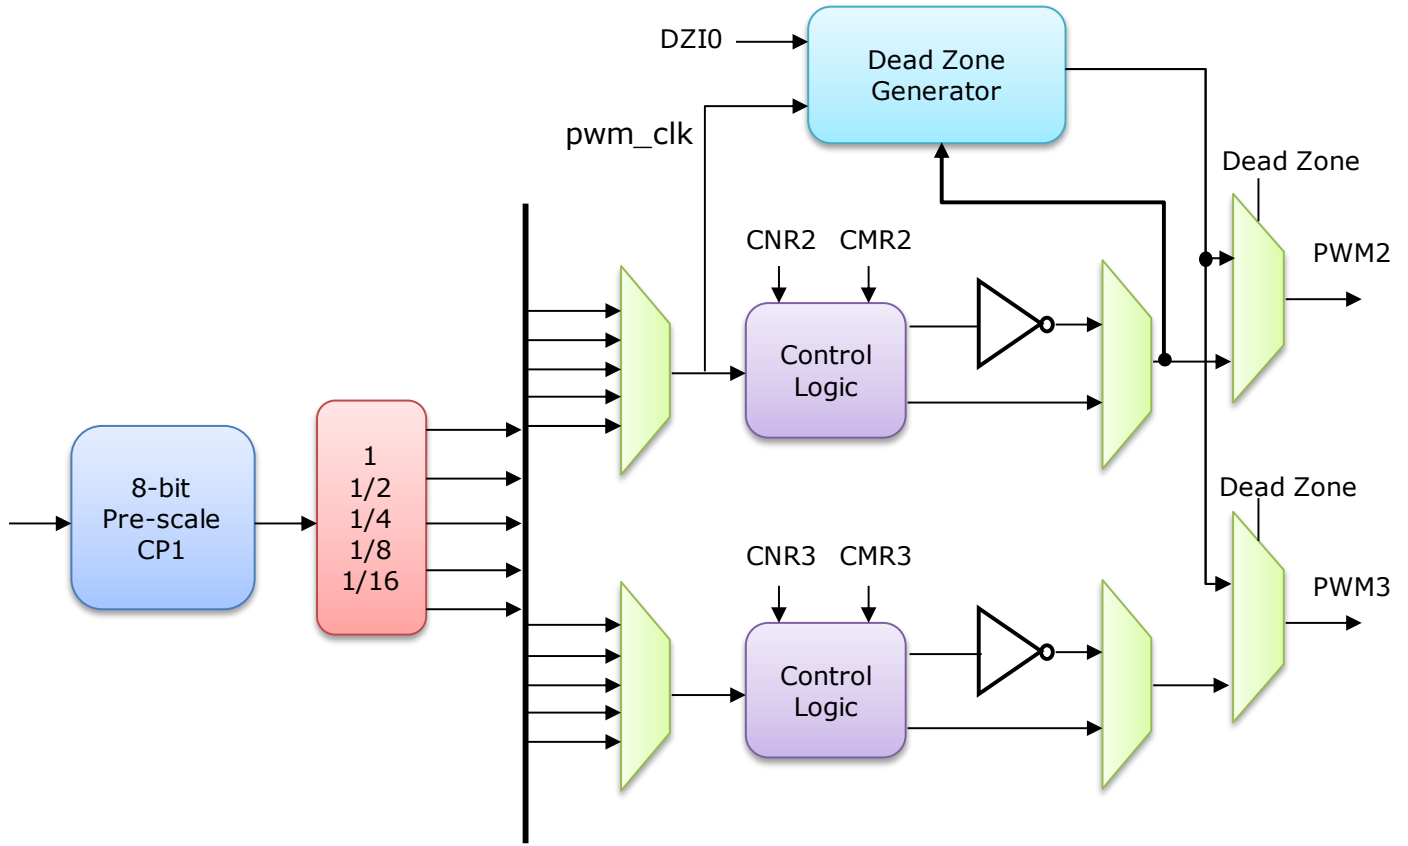 DZI0
Dead Zone
Generator
pwm_clk
Dead Zone
CNR2
CMR2
PWM2
Control
Logic
1
1/2
1/4
1/8
1/16
8-bit
Pre-scale
CP1
Dead Zone
CNR3
CMR3
PWM3
Control
Logic